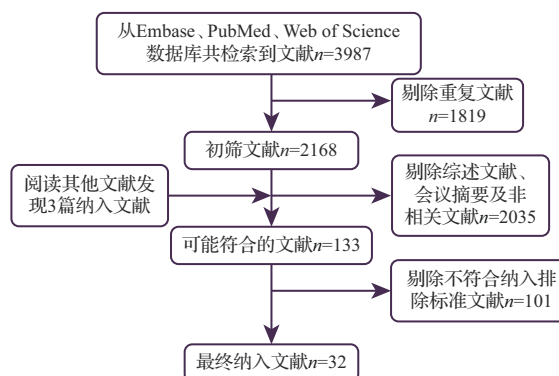 从Embase、PubMed、Web of Science
数据库共检索到文献n=3987
剔除重复文献
n=1819
初筛文献n=2168
阅读其他文献发
现3篇纳入文献
剔除综述文献、
会议摘要及非
相关文献n=2035
可能符合的文献n=133
剔除不符合纳入排
除标准文献n=101
最终纳入文献n=32